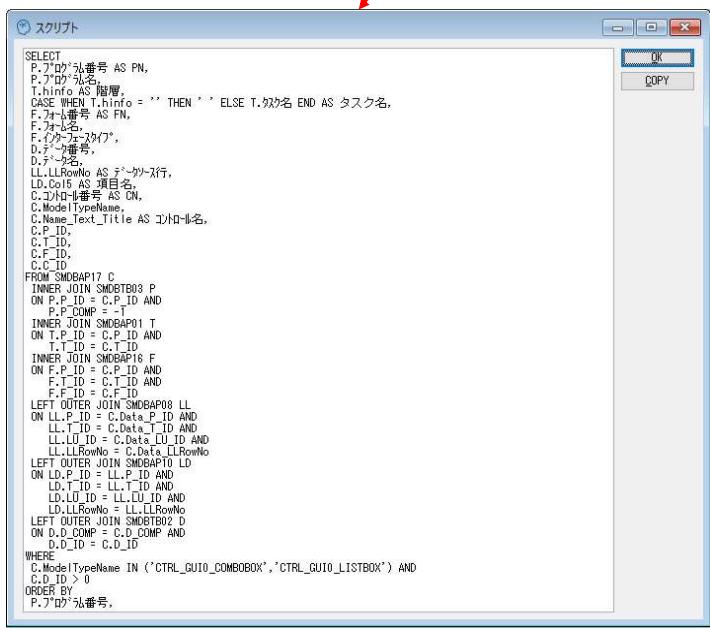 スクリプト
SELECT
P.プログラム番号 AS PN,
P.プログラム名,
T.hinfo AS 階層,
CASE WHEN T.hinfo = '' THEN ' ' ELSE T.タスク名 END AS タスク名,
F.フォーム番号 AS FN,
F.フォーム名,
F.インターフェースタイプ,
D.データ番号,
D.データ名,
LL.LLRowNo AS データソース行,
LD.Col5 AS 項目名,
C.コントロール番号 AS CN,
C.ModelTypeName,
C.Name_Text_Title AS コントロール名,
C.P_ID,
C.T_ID,
C.F_ID,
C.C_ID
FROM SMDBAP17 C
INNER JOIN SMDBTB03 P
ON P.P_ID = C.P_ID AND
P.P_COMP = -1
INNER JOIN SMDBAP01 T
ON T.P_ID = C.P_ID AND
T.T_ID = C.T_ID
INNER JOIN SMDBAP16 F
ON F.P_ID = C.P_ID AND
F.T_ID = C.T_ID AND
F.F_ID = C.F_ID
LEFT OUTER JOIN SMDBAP08 LL
ON LL.P_ID = C.Data_P_ID AND
LL.T_ID = C.Data_T_ID AND
LL.LU_ID = C.Data_LU_ID AND
LL.LLRowNo = C.Data_LLRowNo
LEFT OUTER JOIN SMDBAP10 LD
ON LD.P_ID = LL.P_ID AND
LD.T_ID = LL.T_ID AND
LD.LU_ID = LL.LU_ID AND
LD.LLRowNo = LL.LLRowNo
LEFT OUTER JOIN SMDBTB02 D
ON D.D_COMP = C.D_COMP AND
D.D_ID = C.D_ID
WHERE
C.ModelTypeName IN ('CTRL_GUI0_COMBOBOX','CTRL_GUI0_LISTBOX') AND
C.D_ID > 0
ORDER BY
P.プログラム番号,
OK
COPY